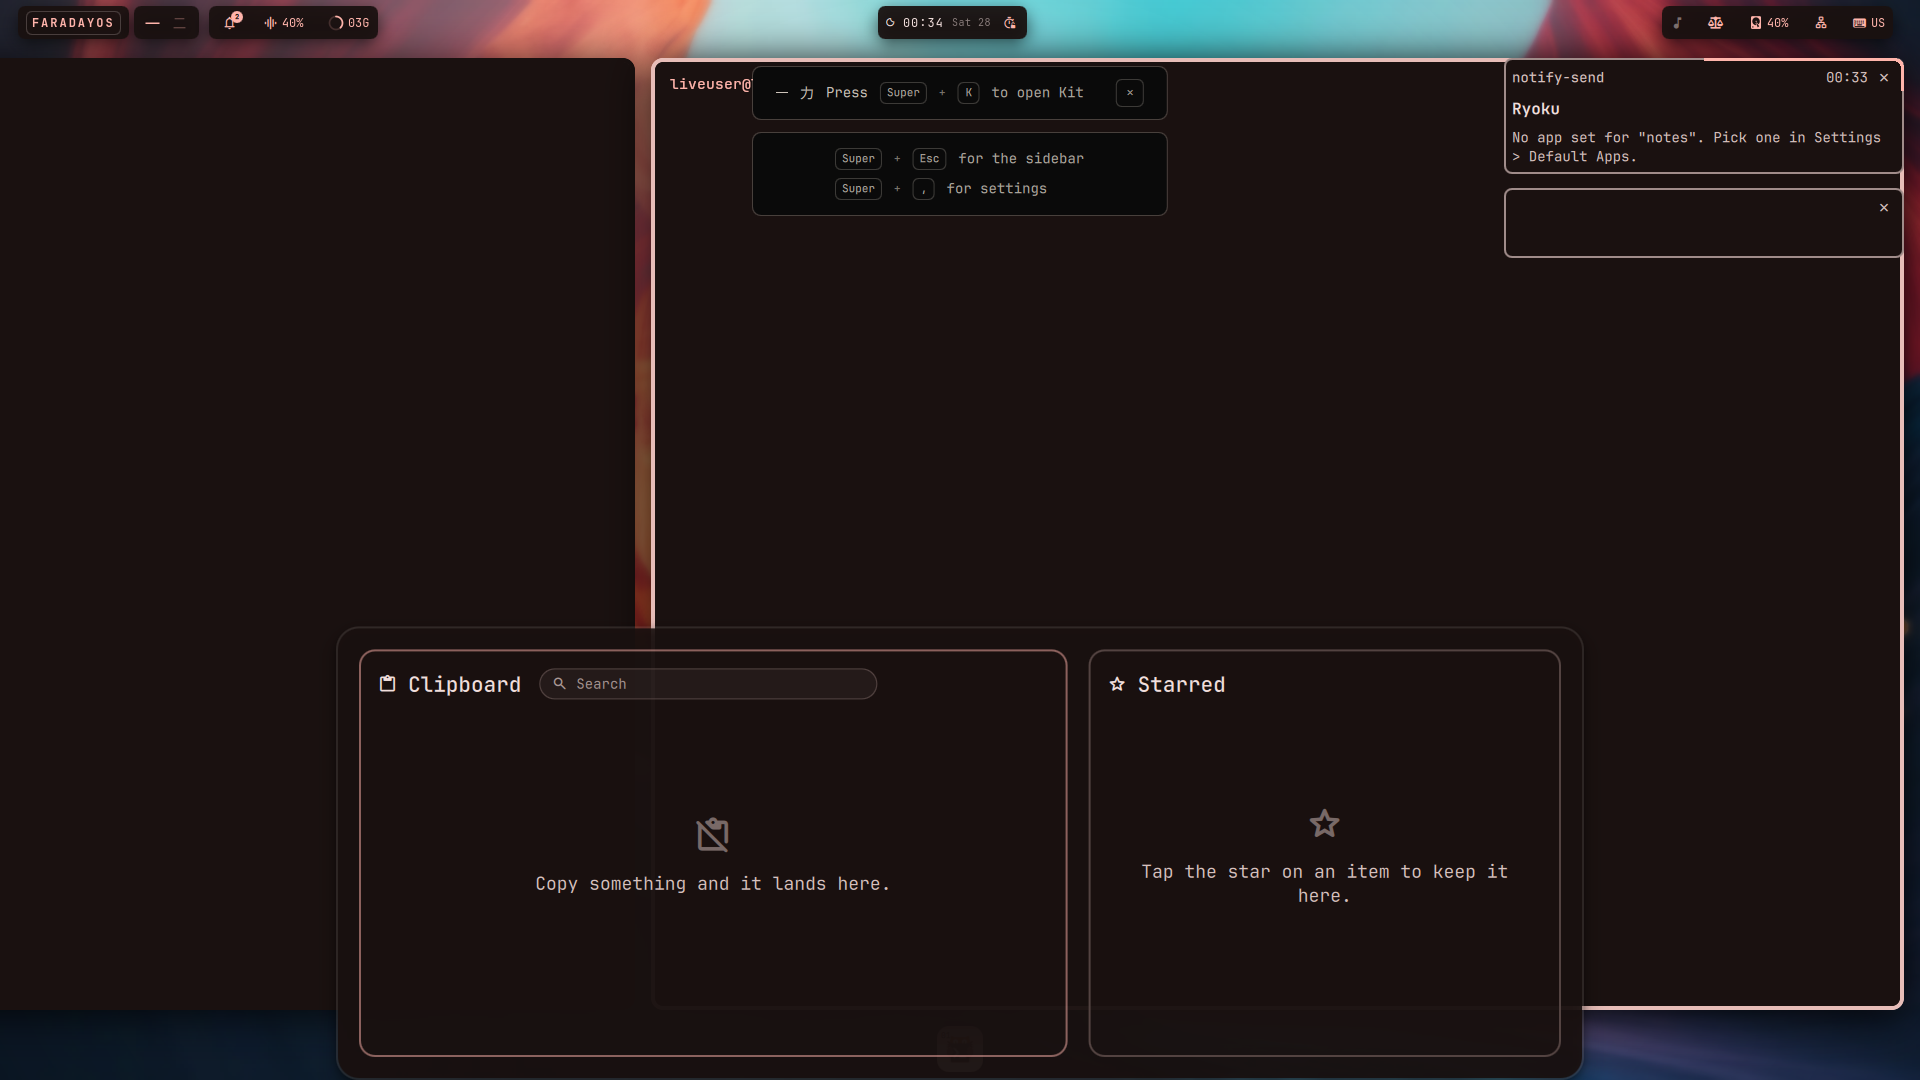 FARADAYOS
2
40%
03G
00:34 Sat 28
40%
US
liveuser@
一 力 Press Super + K to open Kit ×
Super + Esc for the sidebar
Super + , for settings
notify-send 00:33 ×
Ryoku
No app set for "notes". Pick one in Settings
> Default Apps.
×
Clipboard
Search
Copy something and it lands here.
Starred
Tap the star on an item to keep it
here.